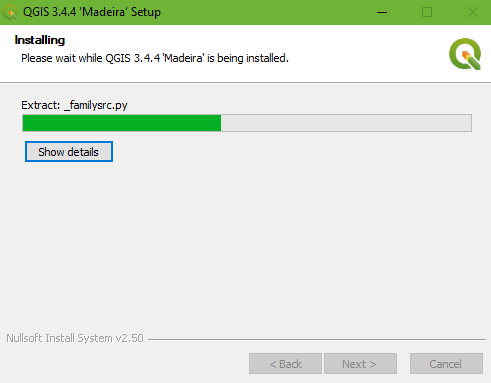 QGIS 3.4.4 'Madeira' Setup
Installing
Please wait while QGIS 3.4.4 'Madeira' is being installed.
Extract: _familysrc.py
Show details
Nullsoft Install System v2.50
< Back
Next >
Cancel